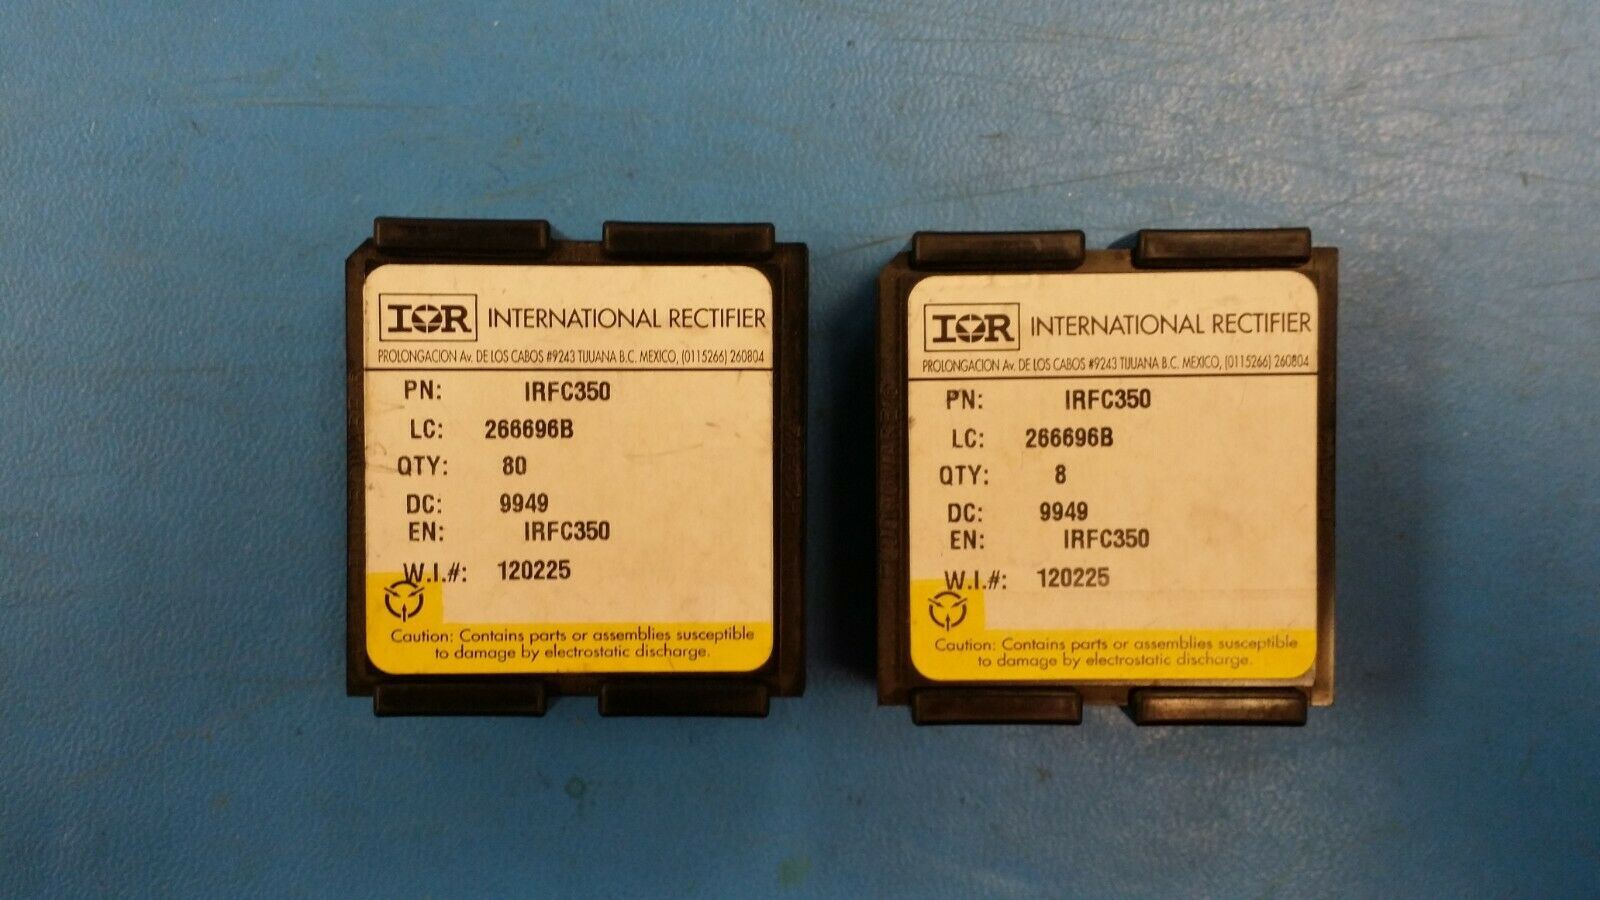 IOR INTERNATIONAL RECTIFIER
PROLONGACION Av. DE LOS CABOS #9243 TIJUANA B.C. MEXICO, (0115266) 260804
PN: IRFC350
LC: 266696B
QTY: 80
DC: 9949
EN: IRFC350
W.I.#: 120225
Caution: Contains parts or assemblies susceptible
to damage by electrostatic discharge.
IOR INTERNATIONAL RECTIFIER
PROLONGACION Av. DE LOS CABOS #9243 TIJUANA B.C. MEXICO, (0115266) 260804
PN: IRFC350
LC: 266696B
QTY: 8
DC: 9949
EN: IRFC350
W.I.#: 120225
Caution: Contains parts or assemblies susceptible
to damage by electrostatic discharge.